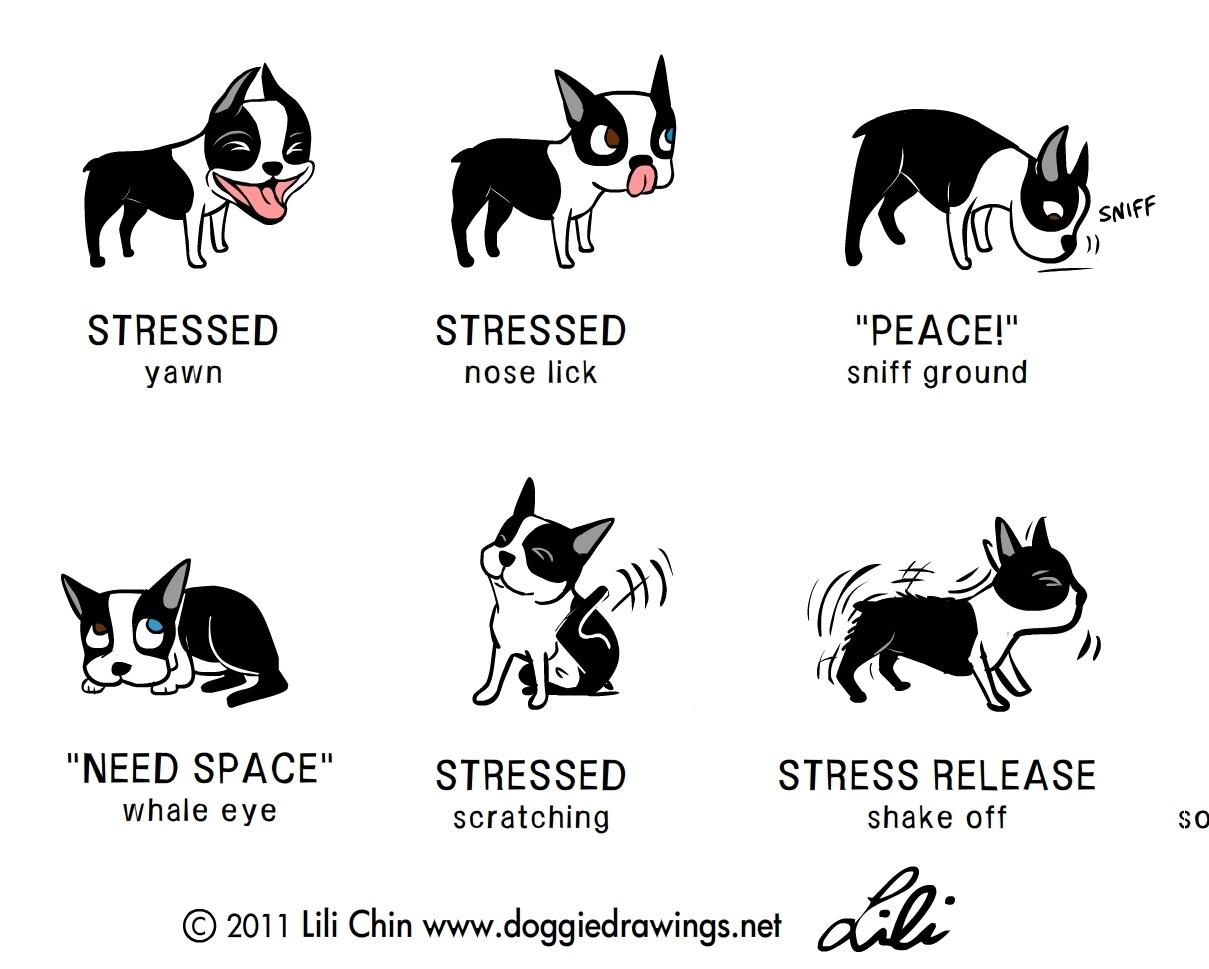 SNIFF
STRESSED
yawn
STRESSED
nose lick
"PEACE!"
sniff ground
"NEED SPACE"
whale eye
STRESSED
scratching
STRESS RELEASE
shake off
so
© 2011 Lili Chin www.doggiedrawings.net
Lili